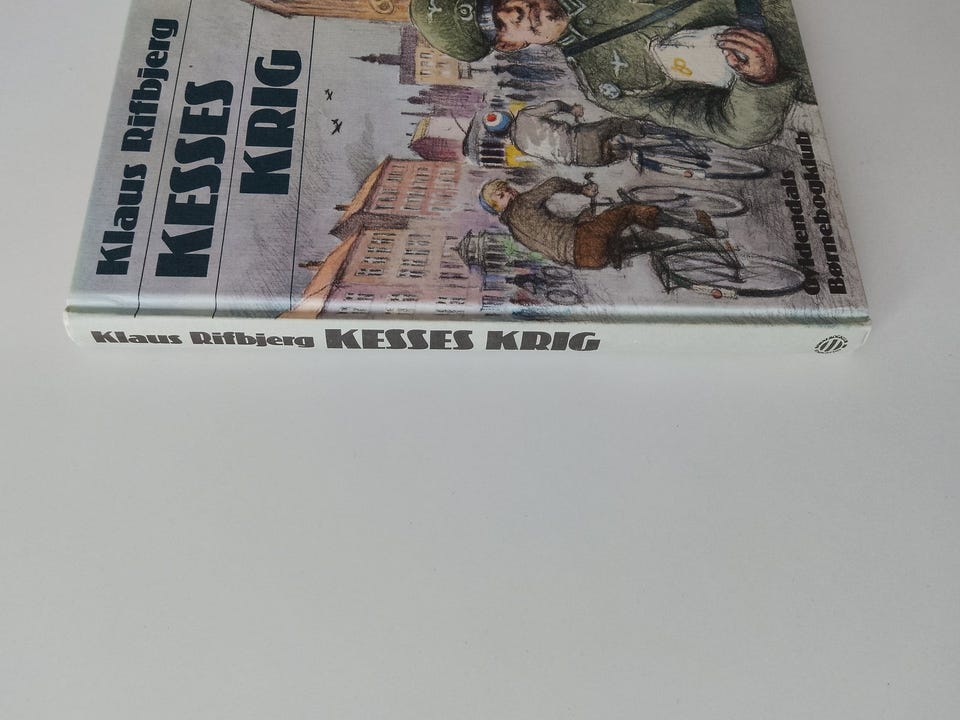 Klaus Rifbjerg
KESSES
KRIG
Gyldendals
Børnebogklub
Klaus Rifbjerg KESSES KRIG